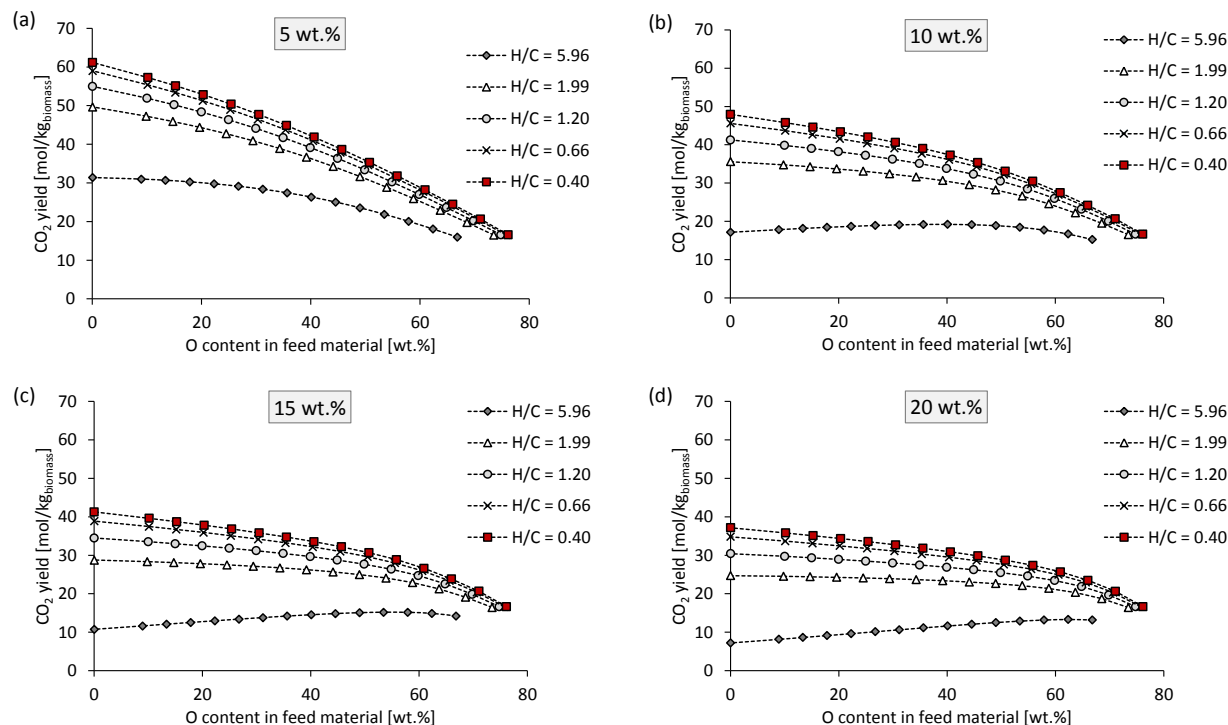 (a)
5 wt.%
CO2 yield [mol/kgbiomass]
70
60
50
40
30
20
10
0
0 20 40 60 80
O content in feed material [wt.%]
H/C = 5.96
H/C = 1.99
H/C = 1.20
H/C = 0.66
H/C = 0.40
(b)
10 wt.%
CO2 yield [mol/kgbiomass]
70
60
50
40
30
20
10
0
0 20 40 60 80
O content in feed material [wt.%]
H/C = 5.96
H/C = 1.99
H/C = 1.20
H/C = 0.66
H/C = 0.40
(c)
15 wt.%
CO2 yield [mol/kgbiomass]
70
60
50
40
30
20
10
0
0 20 40 60 80
O content in feed material [wt.%]
H/C = 5.96
H/C = 1.99
H/C = 1.20
H/C = 0.66
H/C = 0.40
(d)
20 wt.%
CO2 yield [mol/kgbiomass]
70
60
50
40
30
20
10
0
0 20 40 60 80
O content in feed material [wt.%]
H/C = 5.96
H/C = 1.99
H/C = 1.20
H/C = 0.66
H/C = 0.40